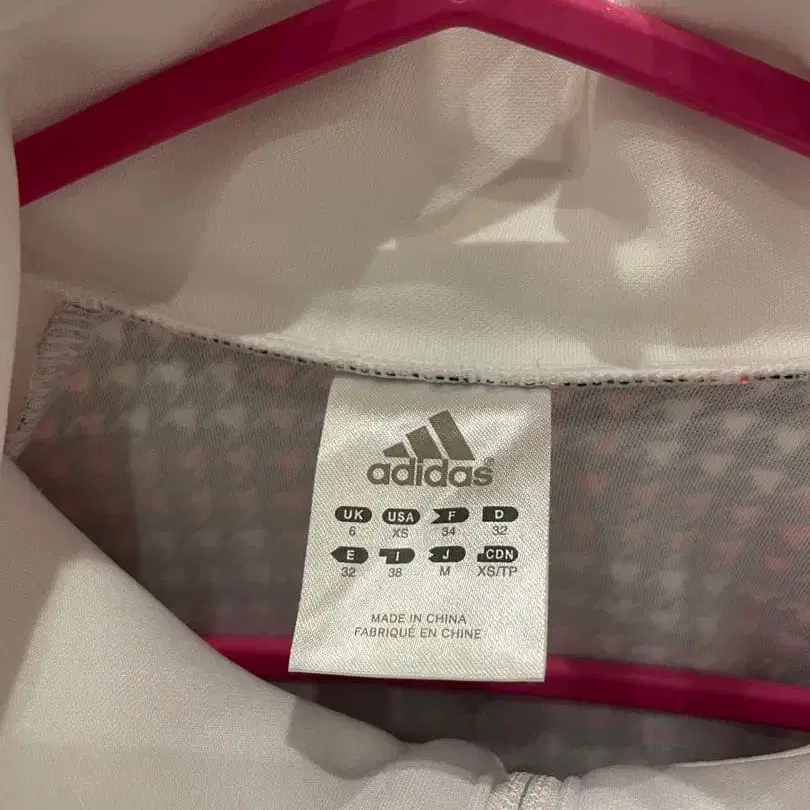 adidas®
UK USA F D
6 XS 34 32
E I J CDN
32 38 M XS/TP
MADE IN CHINA
FABRIQUÉ EN CHINE